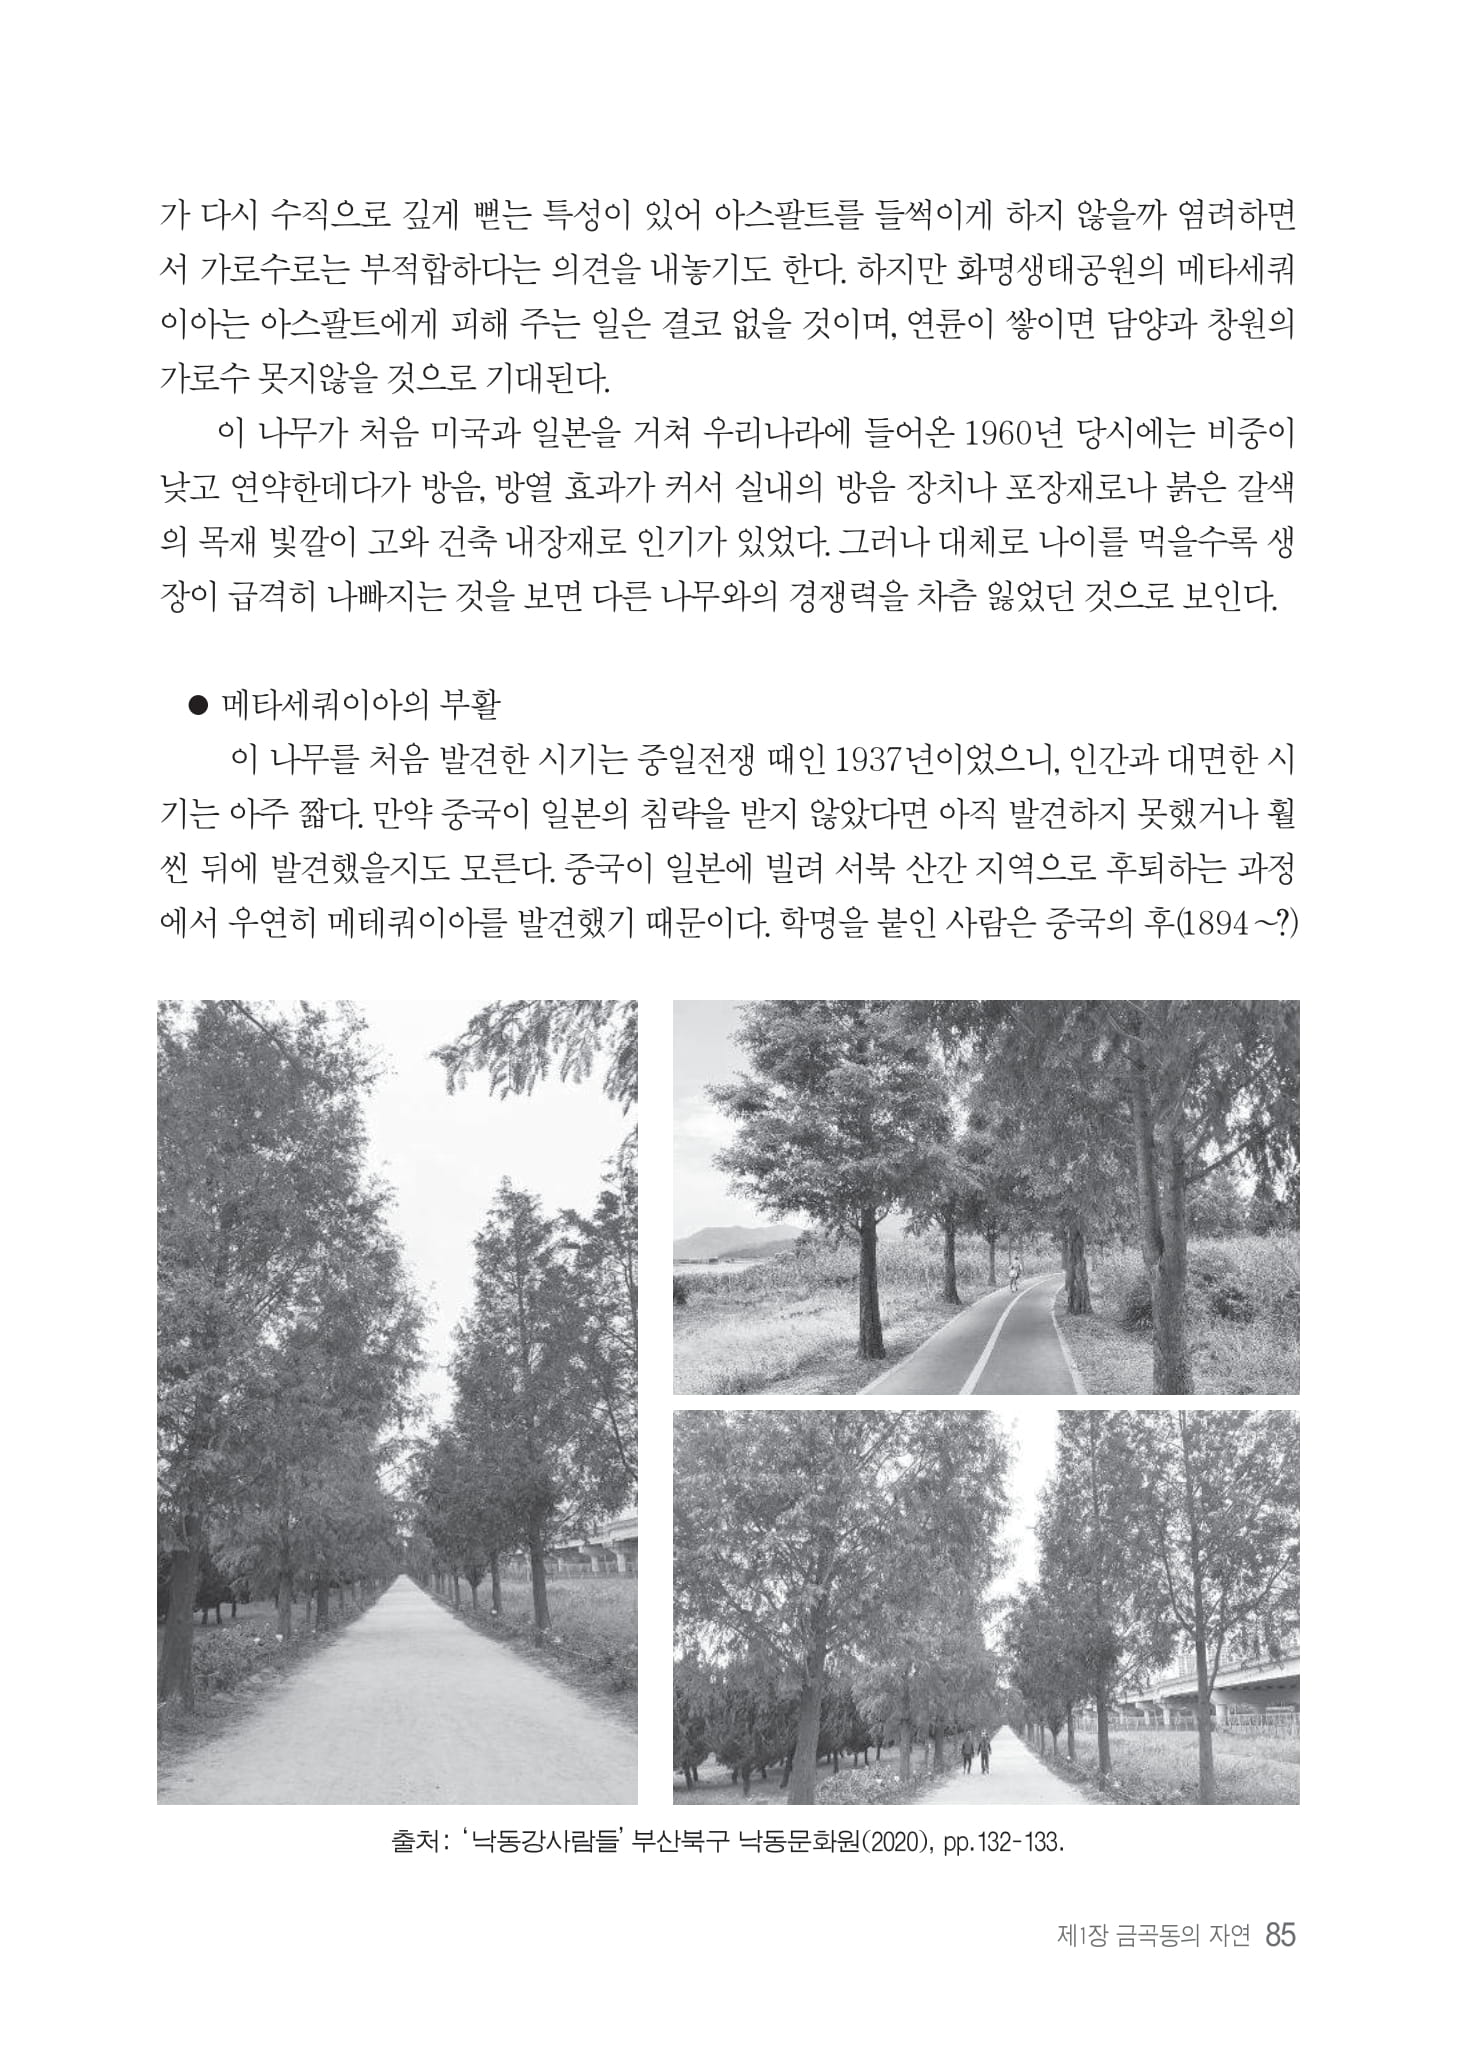 가 다시 수직으로 깊게 뻗는 특성이 있어 아스팔트를 들썩이게 하지 않을까 염려하면
서 가로수로는 부적합하다는 의견을 내놓기도 한다. 하지만 화명생태공원의 메타세쿼
이아는 아스팔트에게 피해 주는 일은 결코 없을 것이며, 연륜이 쌓이면 담양과 창원의
가로수 못지않을 것으로 기대된다.
이 나무가 처음 미국과 일본을 거쳐 우리나라에 들어온 1960년 당시에는 비중이
낮고 연약한데다가 방음, 방열 효과가 커서 실내의 방음 장치나 포장재로나 붉은 갈색
의 목재 빛깔이 고와 건축 내장재로 인기가 있었다. 그러나 대체로 나이를 먹을수록 생
장이 급격히 나빠지는 것을 보면 다른 나무와의 경쟁력을 차츰 잃었던 것으로 보인다.
● 메타세쿼이아의 부활
이 나무를 처음 발견한 시기는 중일전쟁 때인 1937년이었으니, 인간과 대면한 시
기는 아주 짧다. 만약 중국이 일본의 침략을 받지 않았다면 아직 발견하지 못했거나 훨
씬 뒤에 발견했을지도 모른다. 중국이 일본에 빌려 서북 산간 지역으로 후퇴하는 과정
에서 우연히 메테쿼이아를 발견했기 때문이다. 학명을 붙인 사람은 중국의 후(1894~?)
출처: ‘낙동강사람들’ 부산북구 낙동문화원(2020), pp.132-133.
제1장 금곡동의 자연 85